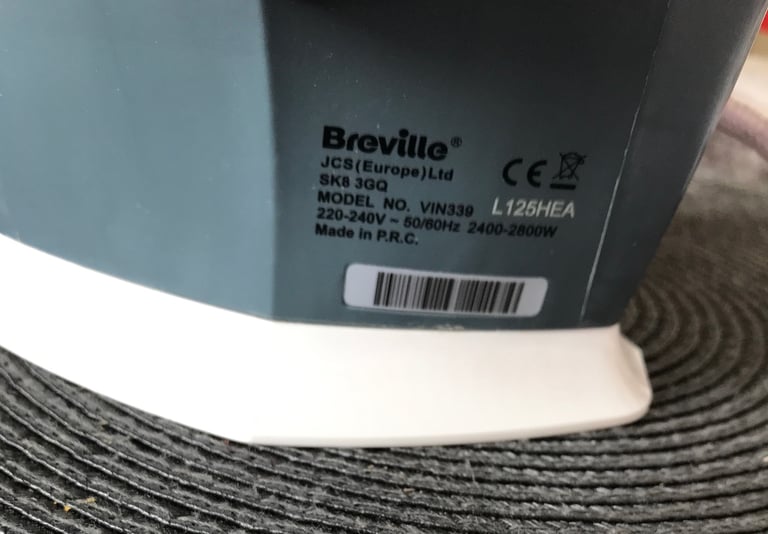 Breville®
JCS(Europe)Ltd
SK8 3GQ
MODEL NO. VIN339 L125HEA
220-240V ~ 50/60Hz 2400-2800W
Made in P.R.C.
CE